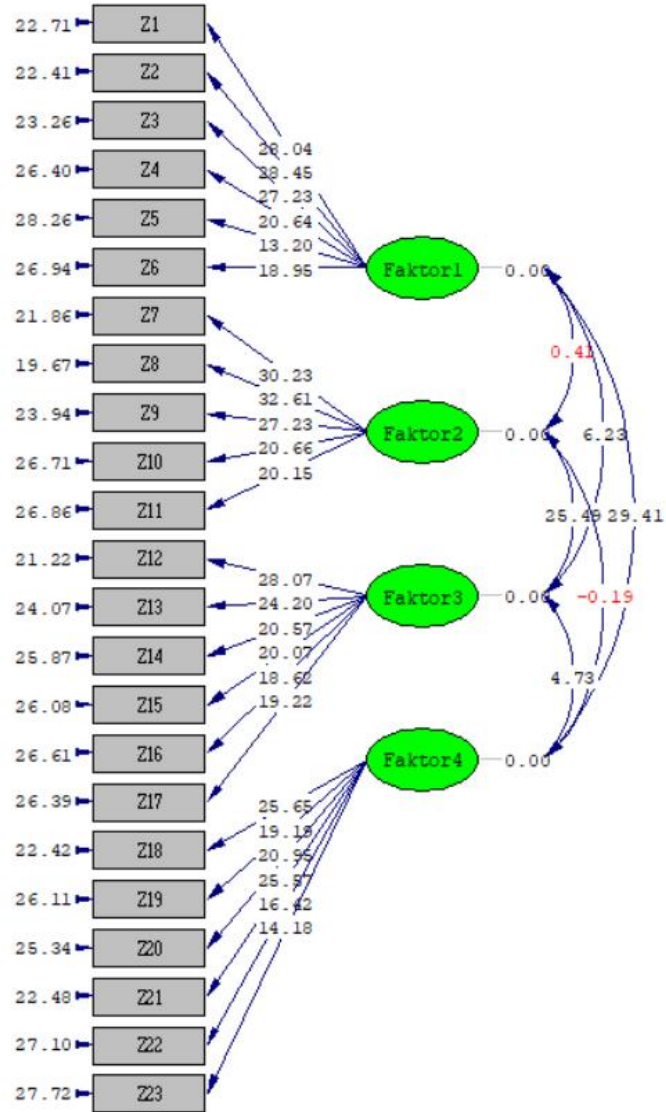 22.71 Z1
22.41 Z2
23.26 Z3
28.04
28.45
26.40 Z4
27.23
28.26 Z5
20.64
13.20
26.94 Z6
18.95
Faktor1
0.00
21.86 Z7
19.67 Z8
0.41
30.23
32.61
23.94 Z9
27.23
Faktor2
0.00
6.23
26.71 Z10
20.66
20.15
26.86 Z11
25.49
29.41
21.22 Z12
28.07
24.07 Z13
24.20
Faktor3
0.00
-0.19
20.57
25.87 Z14
20.07
18.62
4.73
26.08 Z15
19.22
26.61 Z16
Faktor4
0.00
26.39 Z17
25.65
22.42 Z18
19.19
20.95
26.11 Z19
25.57
16.42
25.34 Z20
14.18
22.48 Z21
27.10 Z22
27.72 Z23